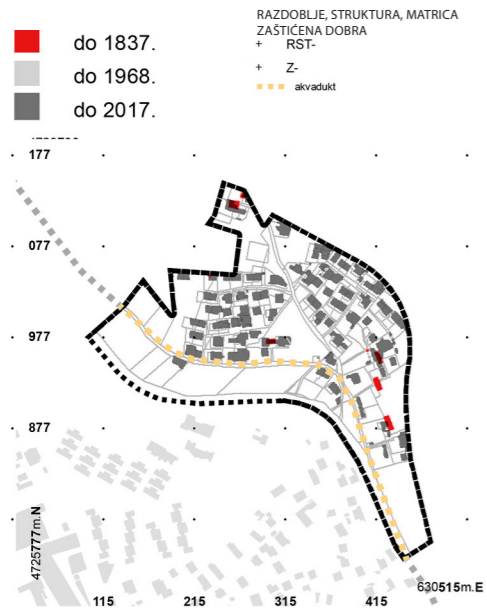 RAZDOBLJE, STRUKTURA, MATRICA
ZAŠTIĆENA DOBRA
+ RST-
+ Z-
akvadukt
do 1837.
do 1968.
do 2017.
177
077
977
877
4725777m.N
630515m.E
115 215 315 415